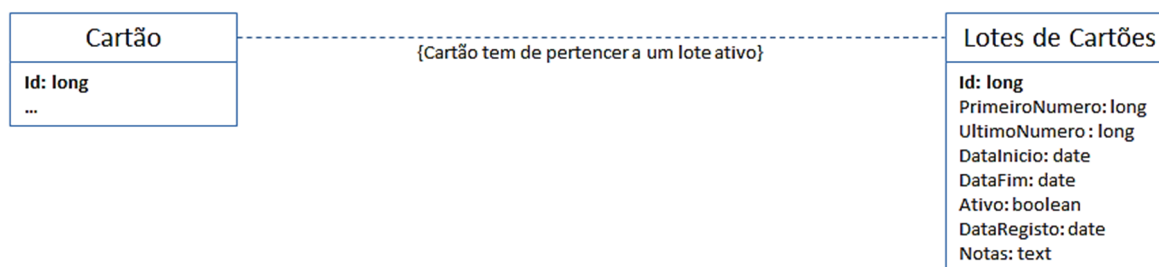 Cartão
Id: long
...
{Cartão tem de pertencer a um lote ativo}
Lotes de Cartões
Id: long
PrimeiroNumero: long
UltimoNumero: long
DataInicio: date
DataFim: date
Ativo: boolean
DataRegisto: date
Notas: text